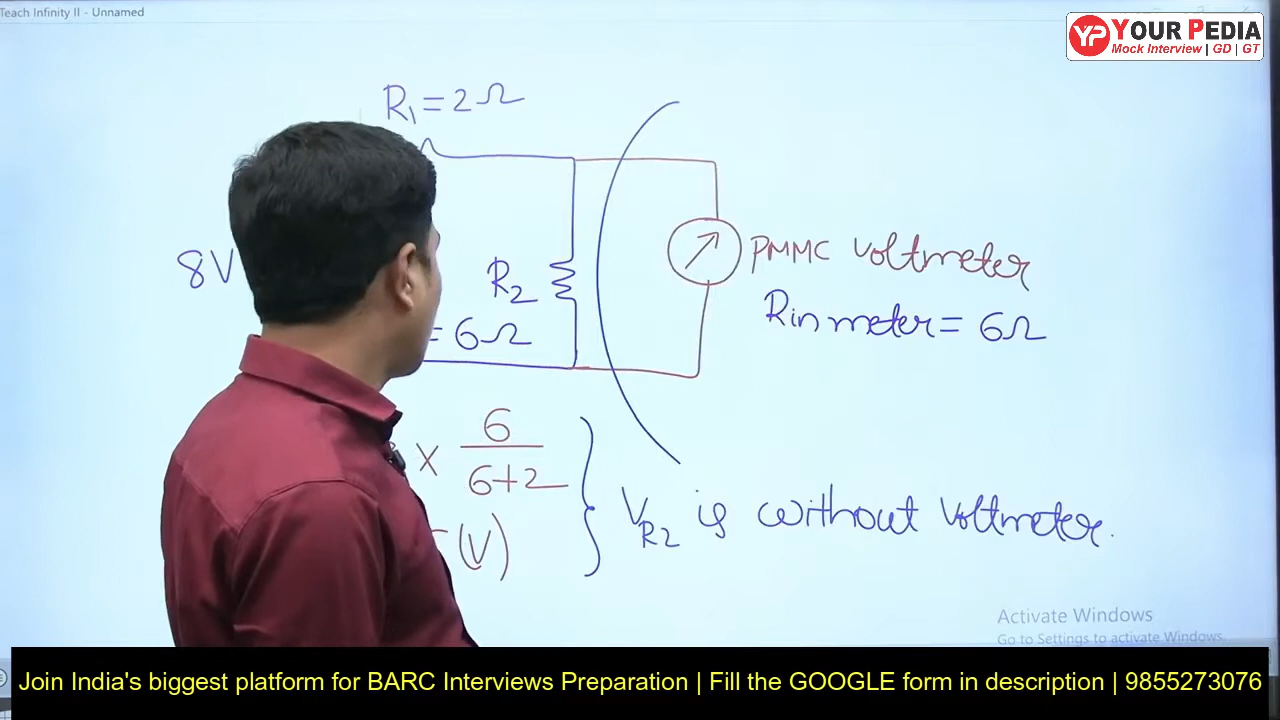 Teach Infinity II - Unnamed
YP YOUR PEDIA
Mock Interview | GD | GT
R1 = 2Ω
8V
R2
= 6Ω
PMMC voltmeter
Rin meter = 6Ω
× 6
6+2
(V)
VR2 is without voltmeter.
Activate Windows
Go to Settings to activate Windows.
Join India's biggest platform for BARC Interviews Preparation | Fill the GOOGLE form in description | 9855273076